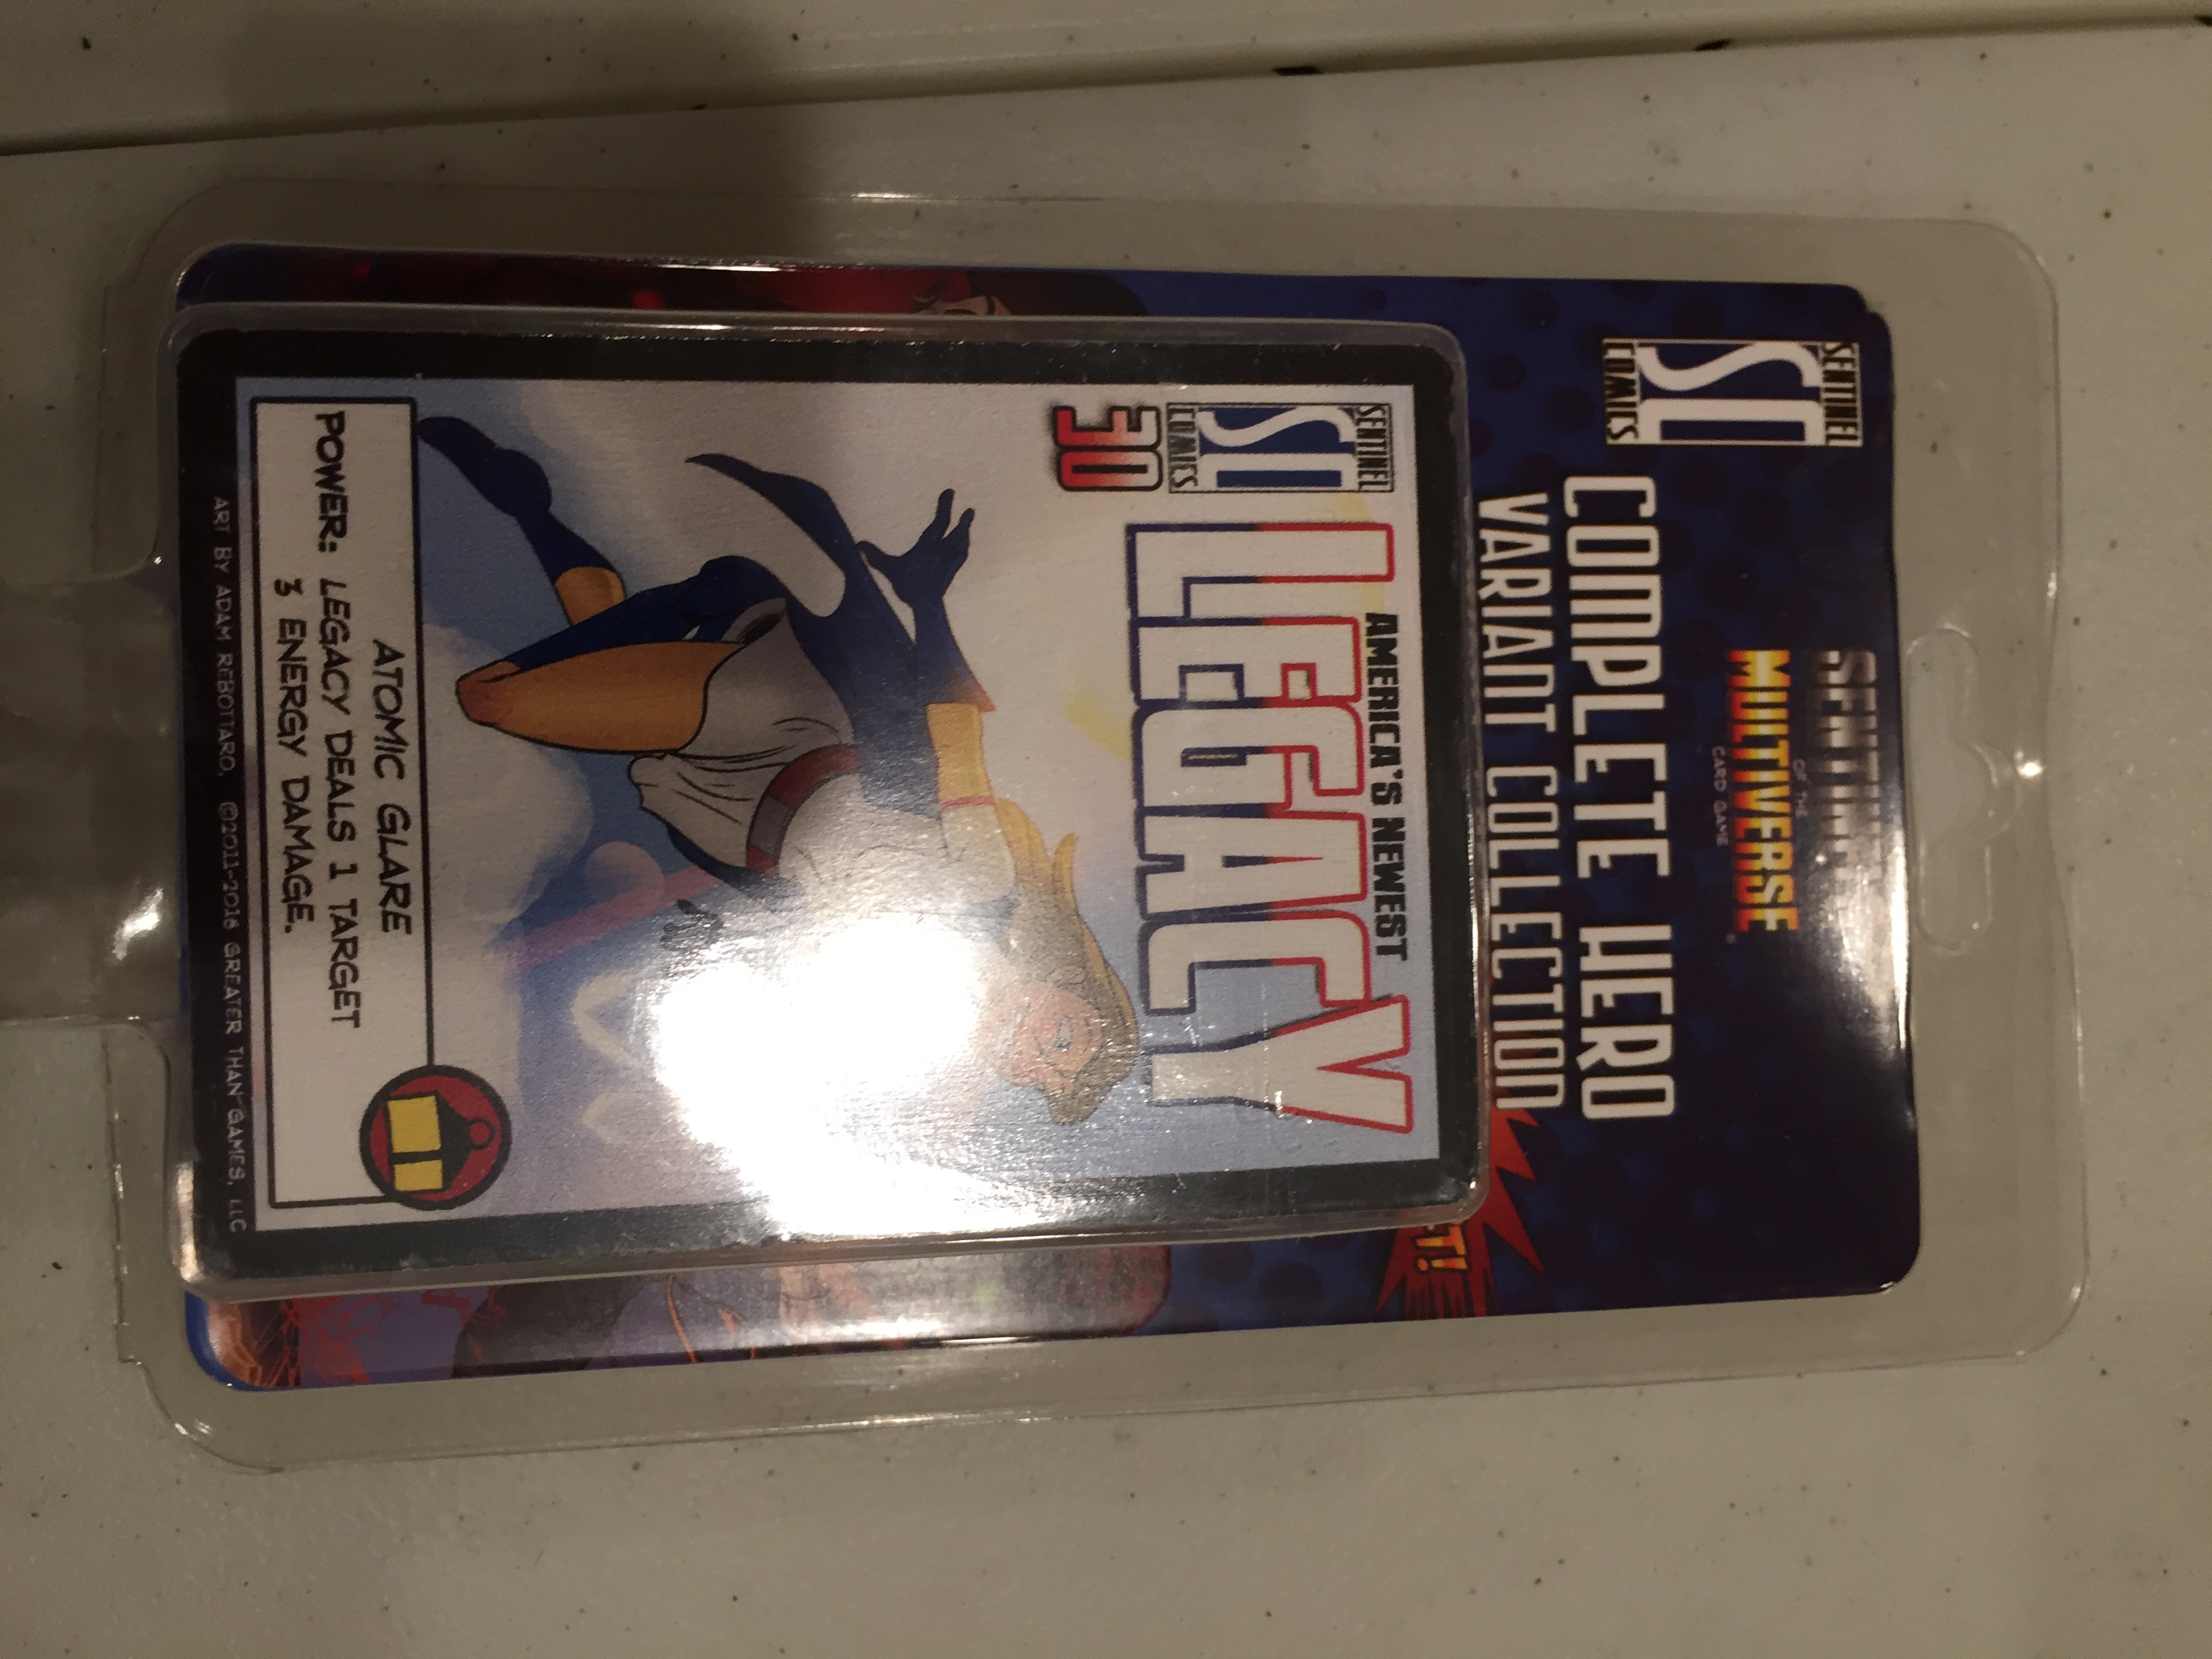 SENTINELS
OF THE
MULTIVERSE
CARD GAME
SENTINEL
SC
COMICS
COMPLETE HERO
VARIANT COLLECTION
SENTINEL
SC
COMICS
30
AMERICA'S NEWEST
LEGACY
ATOMIC GLARE
POWER: LEGACY DEALS 1 TARGET
3 ENERGY DAMAGE.
ART BY ADAM REBOTTARO, ©2011-2016 GREATER THAN GAMES, LLC